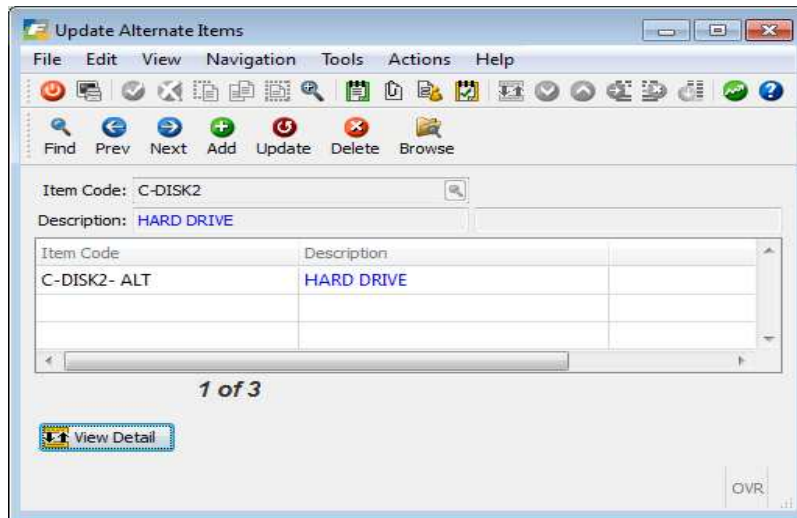 Update Alternate Items
File Edit View Navigation Tools Actions Help
Find Prev Next Add Update Delete Browse
Item Code: C-DISK2
Description: HARD DRIVE
Item Code Description
C-DISK2- ALT HARD DRIVE
1 of 3
View Detail
OVR